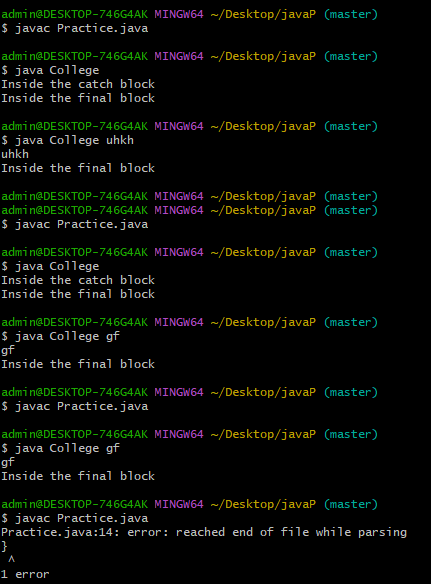 admin@DESKTOP-746G4AK MINGW64 ~/Desktop/javaP (master)
$ javac Practice.java
admin@DESKTOP-746G4AK MINGW64 ~/Desktop/javaP (master)
$ java College
Inside the catch block
Inside the final block
admin@DESKTOP-746G4AK MINGW64 ~/Desktop/javaP (master)
$ java College uhkh
uhkh
Inside the final block
admin@DESKTOP-746G4AK MINGW64 ~/Desktop/javaP (master)
admin@DESKTOP-746G4AK MINGW64 ~/Desktop/javaP (master)
$ javac Practice.java
admin@DESKTOP-746G4AK MINGW64 ~/Desktop/javaP (master)
$ java College
Inside the catch block
Inside the final block
admin@DESKTOP-746G4AK MINGW64 ~/Desktop/javaP (master)
$ java College gf
gf
Inside the final block
admin@DESKTOP-746G4AK MINGW64 ~/Desktop/javaP (master)
$ javac Practice.java
admin@DESKTOP-746G4AK MINGW64 ~/Desktop/javaP (master)
$ java College gf
gf
Inside the final block
admin@DESKTOP-746G4AK MINGW64 ~/Desktop/javaP (master)
$ javac Practice.java
Practice.java:14: error: reached end of file while parsing
}
 ^
1 error